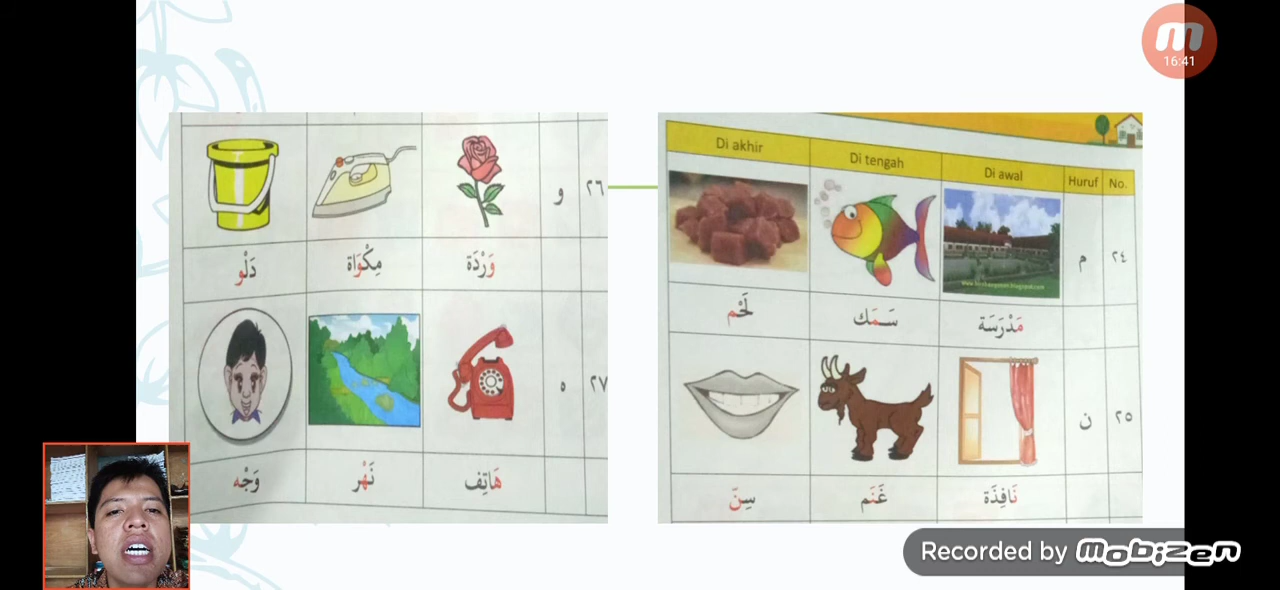 16:41
و ٢٦
وَرْدَة مِكْوَاة دَلْو
ه ٢٧
هَاتِف نَهْر وَجْه
No. Huruf Di awal Di tengah Di akhir
٢٤ م
مَدْرَسَة سَمَك لَحْم
٢٥ ن
نَافِذَة غَنَم سِنّ
Recorded by Mobizen